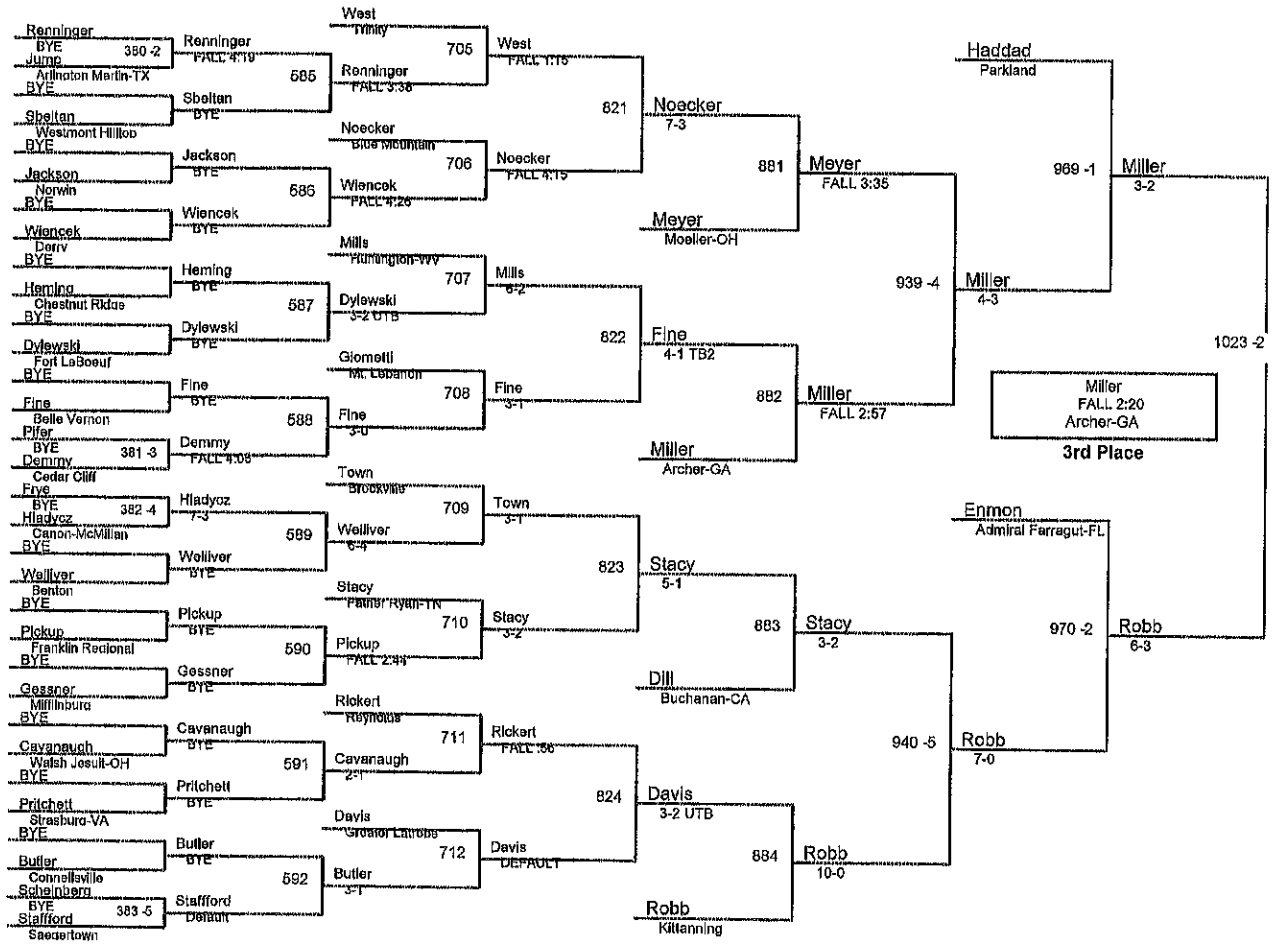 Renninger
BYE
380 -2
Jump
Arlington Martin-TX
BYE
Sbeltan
Westmont Hilltop
BYE
Jackson
Norwin
BYE
Wiencek
Derry
BYE
Heming
Chestnut Ridge
BYE
Dylewski
Fort LeBoeuf
BYE
Fine
Belle Vernon
Pifer
BYE
381 -3
Demmy
Cedar Cliff
Frye
BYE
382 -4
Hladycz
Canon-McMillan
BYE
Welliver
Benton
BYE
Pickup
Franklin Regional
BYE
Gessner
Mifflinburg
BYE
Cavanaugh
Walsh Jesuit-OH
BYE
Pritchett
Strasburg-VA
BYE
Butler
Connellsville
Scheinberg
BYE
383 -5
Staffford
Saegertown
Renninger
FALL 4:19
585
Sbeltan
BYE
Jackson
BYE
586
Wiencek
BYE
Heming
BYE
587
Dylewski
BYE
Fine
BYE
588
Demmy
FALL 4:08
Hladycz
7-3
589
Welliver
BYE
Pickup
BYE
590
Gessner
BYE
Cavanaugh
BYE
591
Pritchett
BYE
Butler
BYE
592
Staffford
Default
West
Trinity
705
Renninger
FALL 3:38
Noecker
Blue Mountain
706
Wiencek
FALL 4:26
Mills
Huntington-WV
707
Dylewski
3-2 UTB
Giometti
Mt. Lebanon
708
Fine
3-0
Town
Brockville
709
Welliver
6-4
Stacy
Father Ryan-TN
710
Pickup
FALL 2:44
Rickert
Reynolds
711
Cavanaugh
2-1
Davis
Greater Latrobe
712
Butler
3-1
West
FALL 1:15
821
Noecker
FALL 4:15
Mills
6-2
822
Fine
3-1
Town
3-1
823
Stacy
3-2
Rickert
FALL :56
824
Davis
DEFAULT
Noecker
7-3
881
Meyer
Moeller-OH
Fine
4-1 TB2
882
Miller
Archer-GA
Stacy
5-1
883
Dill
Buchanan-CA
Davis
3-2 UTB
884
Robb
Kittanning
Meyer
FALL 3:35
939 -4
Miller
FALL 2:57
Stacy
3-2
940 -5
Robb
10-0
Haddad
Parkland
969 -1
Miller
4-3
Enmon
Admiral Farragut-FL
970 -2
Robb
7-0
Miller
3-2
1023 -2
Robb
6-3
Miller
FALL 2:20
Archer-GA
3rd Place